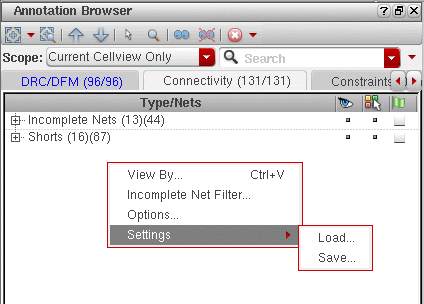 Annotation Browser
Scope: Current Cellview Only Search
DRC/DFM (96/96) Connectivity (131/131) Constraints
Type/Nets
Incomplete Nets (13)(44)
Shorts (16)(87)
View By... Ctrl+V
Incomplete Net Filter...
Options...
Settings
Load...
Save...